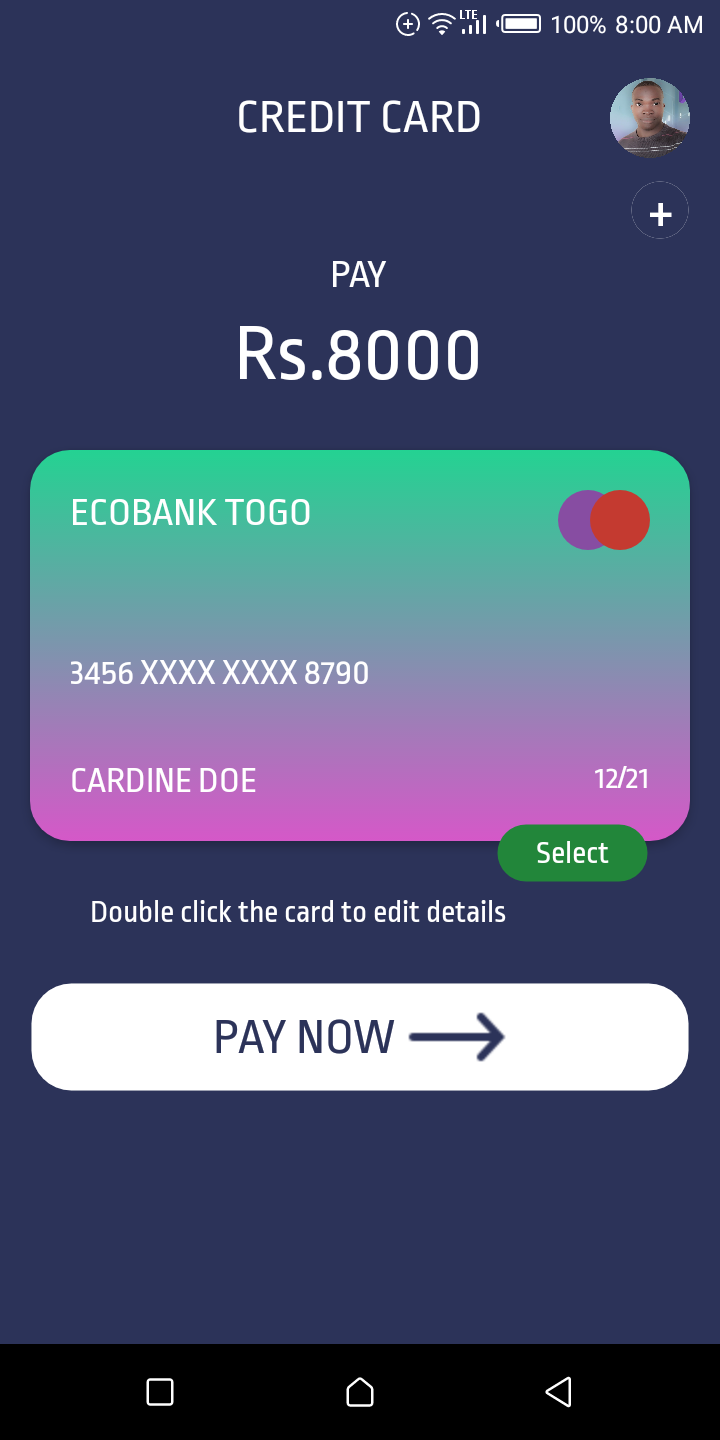 LTE 100% 8:00 AM
CREDIT CARD
+
PAY
Rs.8000
ECOBANK TOGO
3456 XXXX XXXX 8790
CARDINE DOE 12/21
Select
Double click the card to edit details
PAY NOW